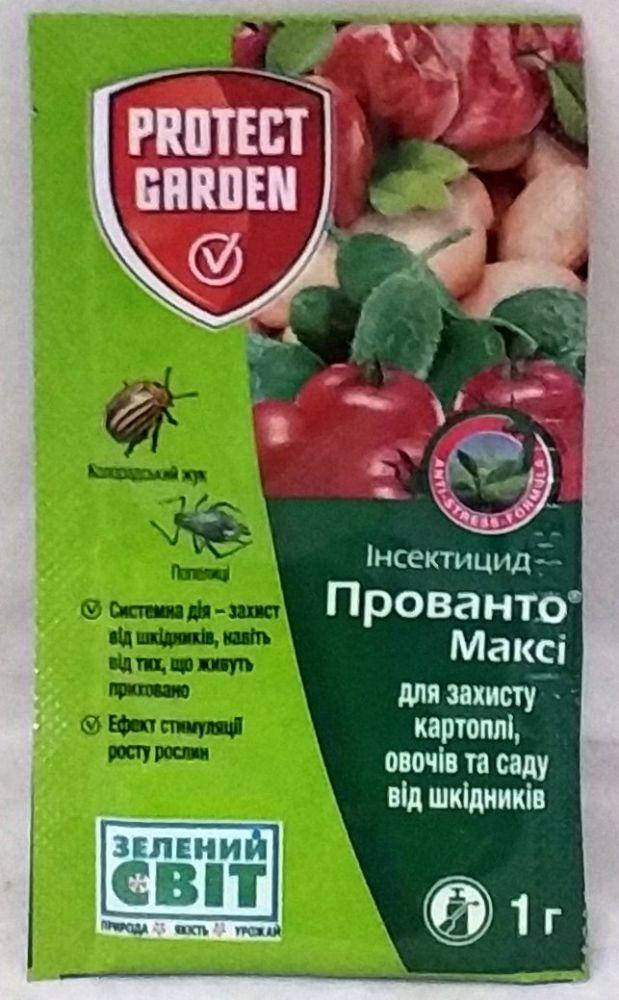 PROTECT
GARDEN
Колорадський жук
Попелиці
Системна дія – захист
від шкідників, навіть
від тих, що живуть
приховано
Ефект стимуляції
росту рослин
ANTI-STRESS-FORMULA
Інсектицид
Прованто®
Максі
для захисту
картоплі,
овочів та саду
від шкідників
ЗЕЛЕНИЙ
СВІТ
ПРИРОДА ЯКІСТЬ УРОЖАЙ
1 г